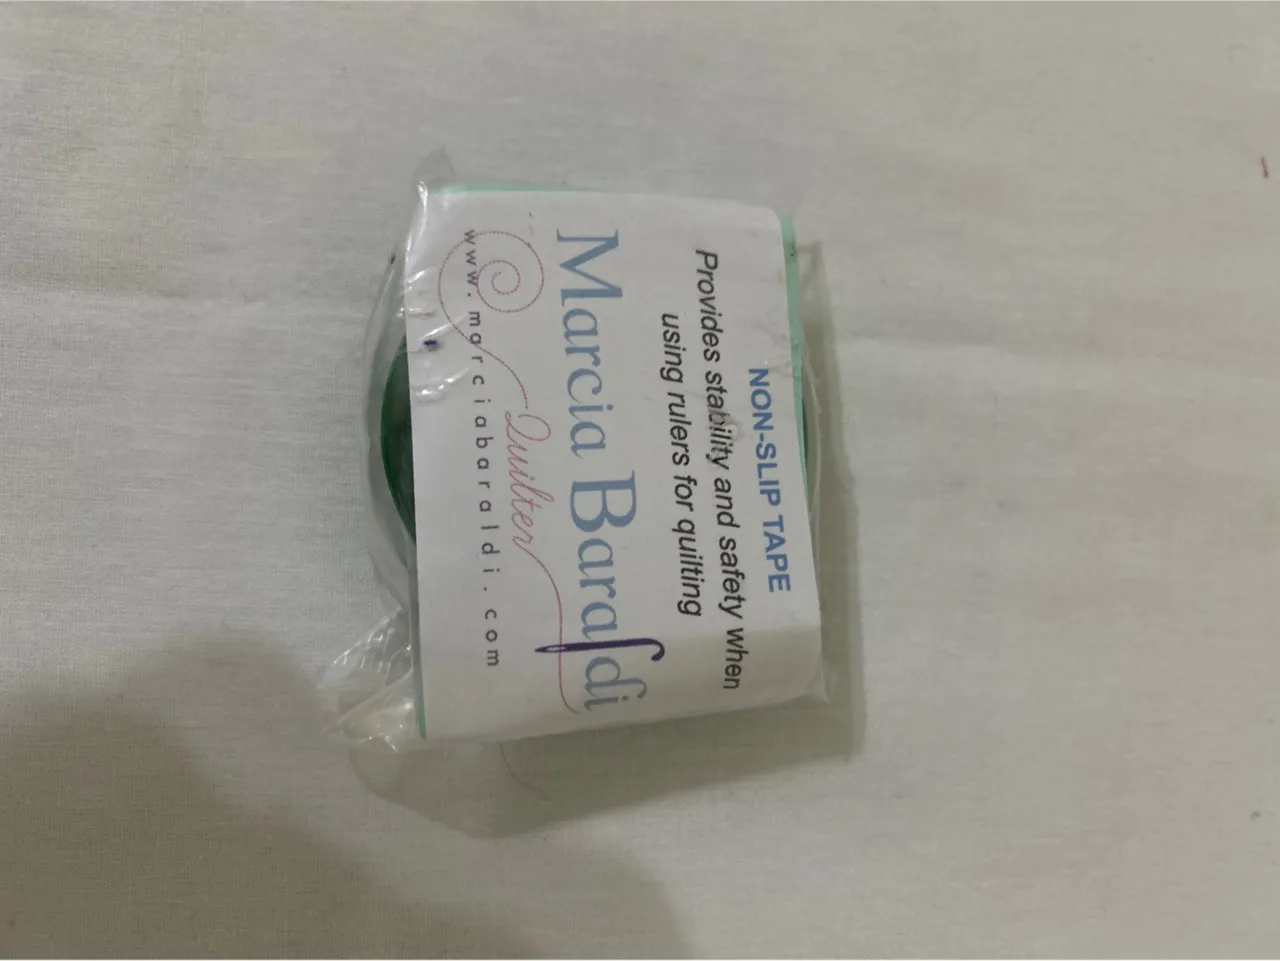 NON-SLIP TAPE
Provides stability and safety when
using rulers for quilting
Marcia Baraldi
Quilter
www.marciabaraldi.com